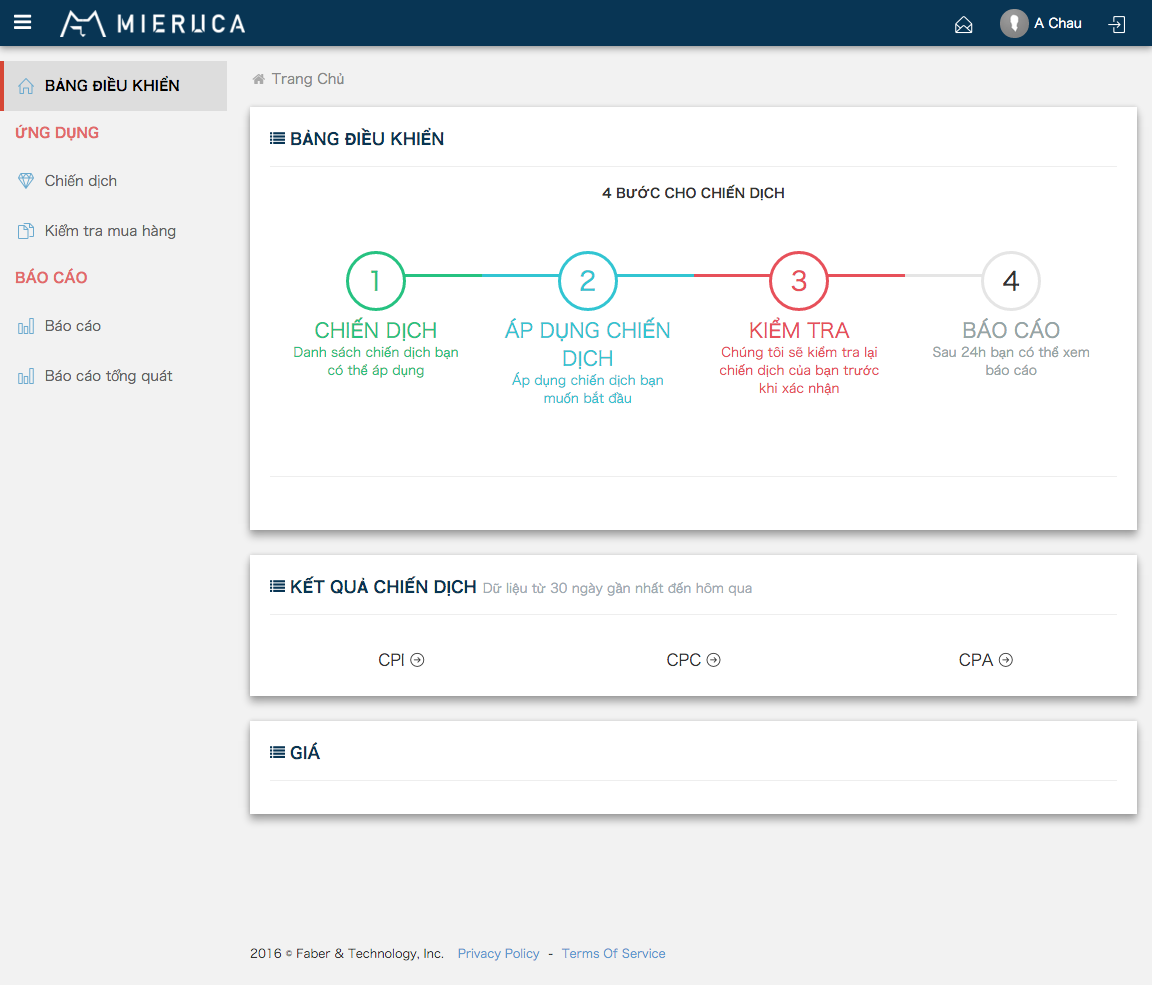 MIERUCA
A Chau
BẢNG ĐIỀU KHIỂN
ỨNG DỤNG
Chiến dịch
Kiểm tra mua hàng
BÁO CÁO
Báo cáo
Báo cáo tổng quát
Trang Chủ
BẢNG ĐIỀU KHIỂN
4 BƯỚC CHO CHIẾN DỊCH
1
CHIẾN DỊCH
Danh sách chiến dịch bạn
có thể áp dụng
2
ÁP DỤNG CHIẾN
DỊCH
Áp dụng chiến dịch bạn
muốn bắt đầu
3
KIỂM TRA
Chúng tôi sẽ kiểm tra lại
chiến dịch của bạn trước
khi xác nhận
4
BÁO CÁO
Sau 24h bạn có thể xem
báo cáo
KẾT QUẢ CHIẾN DỊCH Dữ liệu từ 30 ngày gần nhất đến hôm qua
CPI
CPC
CPA
GIÁ
2016 © Faber & Technology, Inc. Privacy Policy - Terms Of Service